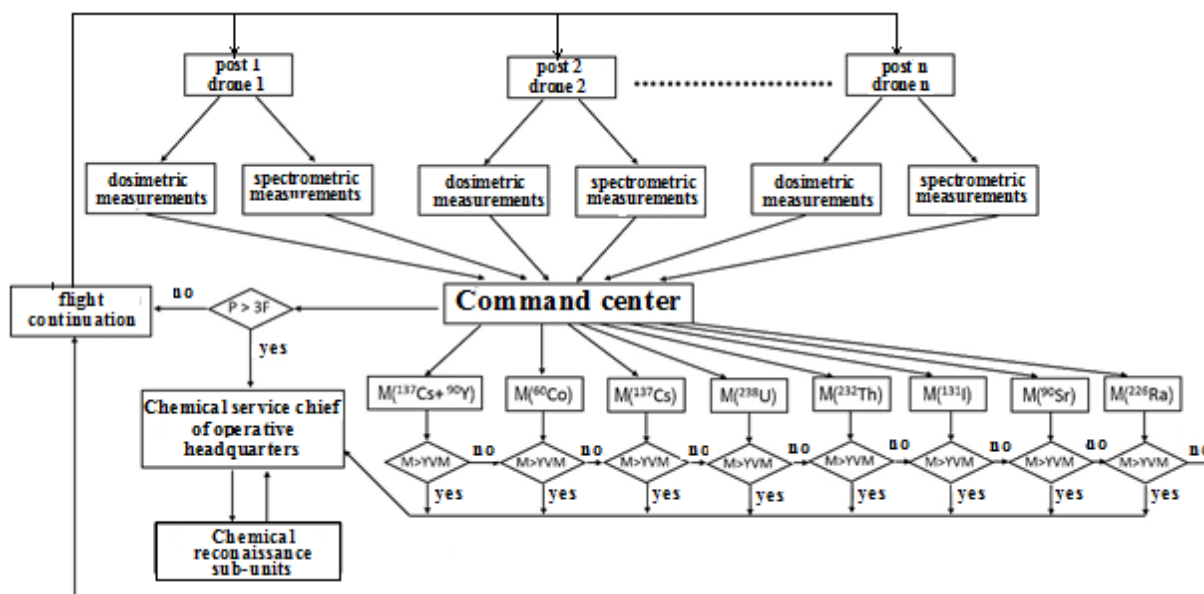 post 1
drone 1
post 2
drone 2
post n
drone n
dosimetric
measurements
spectrometric
measurements
dosimetric
measurements
spectrometric
measurements
dosimetric
measurements
spectrometric
measurements
Command center
flight
continuation
no
P > 3F
yes
Chemical service chief
of operative
headquarters
Chemical
reconaissance
sub-units
M(¹³⁷Cs+ ⁹⁰Y)
M(⁶⁰Co)
M(¹³⁷Cs)
M(²³⁸U)
M(²³²Th)
M(¹³¹I)
M(⁹⁰Sr)
M(²²⁶Ra)
M>YVM
no
M>YVM
no
M>YVM
no
M>YVM
no
M>YVM
no
M>YVM
no
M>YVM
no
M>YVM
no
yes
yes
yes
yes
yes
yes
yes
yes